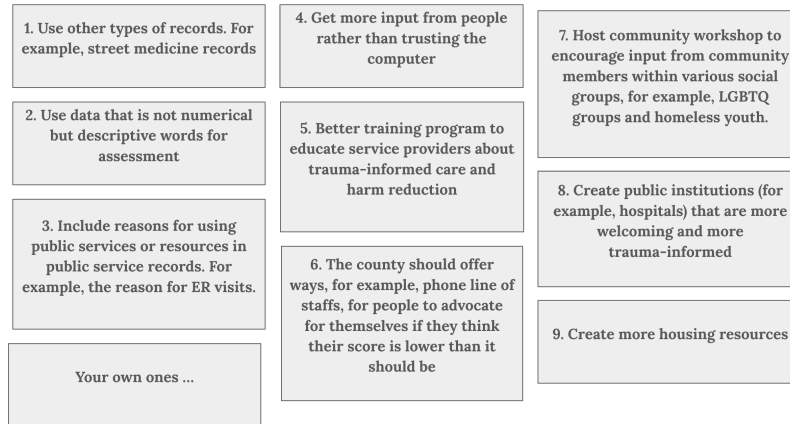 1. Use other types of records. For
example, street medicine records
2. Use data that is not numerical
but descriptive words for
assessment
3. Include reasons for using
public services or resources in
public service records. For
example, the reason for ER visits.
Your own ones ...
4. Get more input from people
rather than trusting the
computer
5. Better training program to
educate service providers about
trauma-informed care and
harm reduction
6. The county should offer
ways, for example, phone line of
staffs, for people to advocate
for themselves if they think
their score is lower than it
should be
7. Host community workshop to
encourage input from community
members within various social
groups, for example, LGBTQ
groups and homeless youth.
8. Create public institutions (for
example, hospitals) that are more
welcoming and more
trauma-informed
9. Create more housing resources